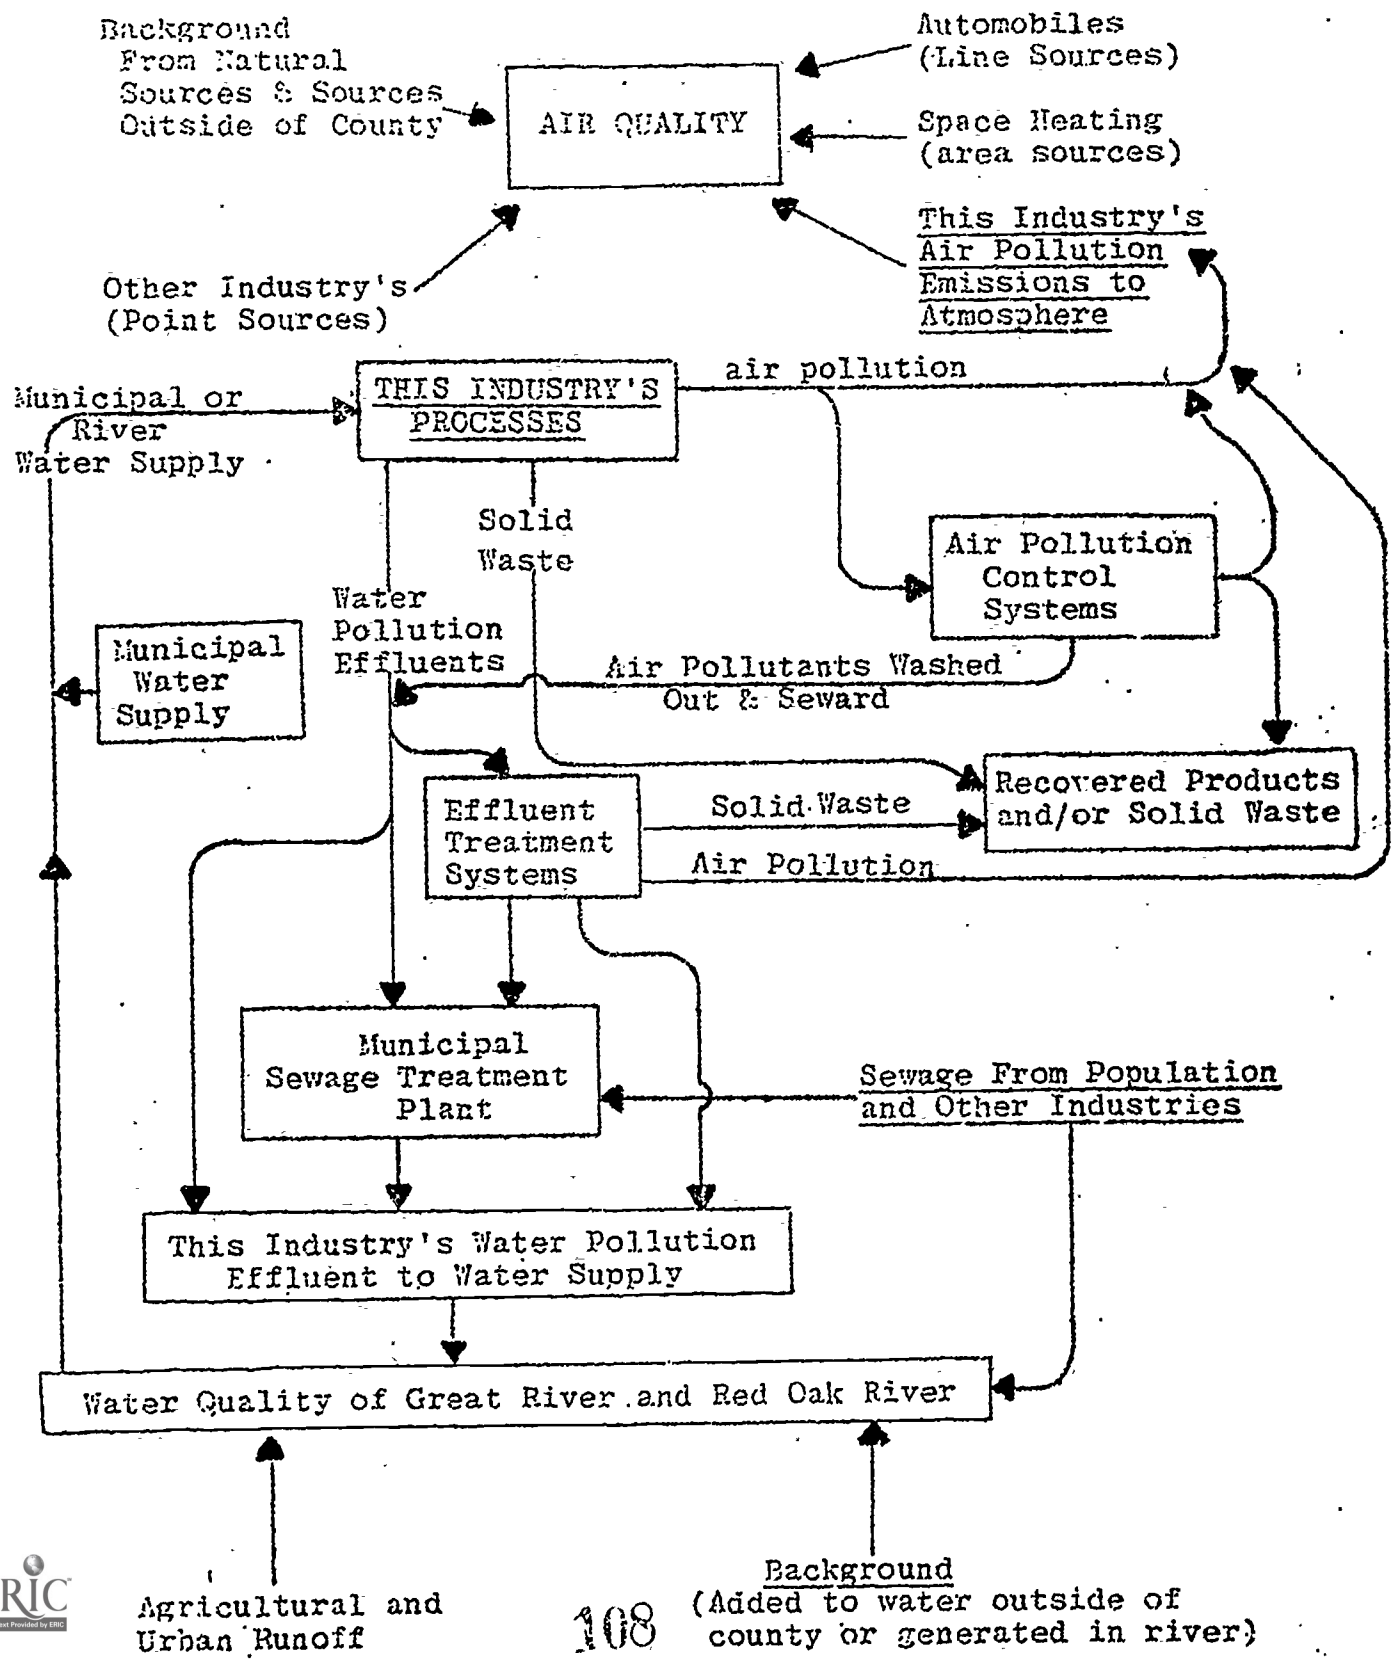 Background
From Natural
Sources & Sources
Outside of County
AIR QUALITY
Automobiles
(Line Sources)
Space Heating
(area sources)
This Industry's
Air Pollution
Emissions to
Atmosphere
Other Industry's
(Point Sources)
Municipal or
River
Water Supply
THIS INDUSTRY'S
PROCESSES
air pollution
Solid
Waste
Air Pollution
Control
Systems
Water
Pollution
Effluents
Municipal
Water
Supply
Air Pollutants Washed
Out & Seward
Recovered Products
and/or Solid Waste
Effluent
Treatment
Systems
Solid Waste
Air Pollution
Municipal
Sewage Treatment
Plant
Sewage From Population
and Other Industries
This Industry's Water Pollution
Effluent to Water Supply
Water Quality of Great River and Red Oak River
Agricultural and
Urban Runoff
Background
(Added to water outside of
county or generated in river)
108
RIC
Text Provided by ERIC